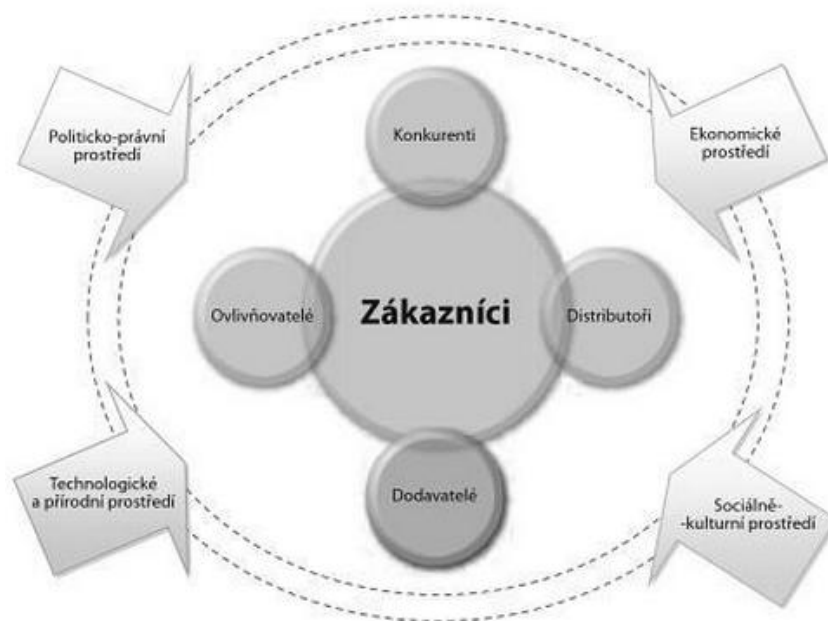 Politicko-právní
prostředí
Konkurenti
Ekonomické
prostředí
Ovlivňovatelé
Zákazníci
Distributoři
Technologické
a přírodní prostředí
Dodavatelé
Sociálně-
-kulturní prostředí